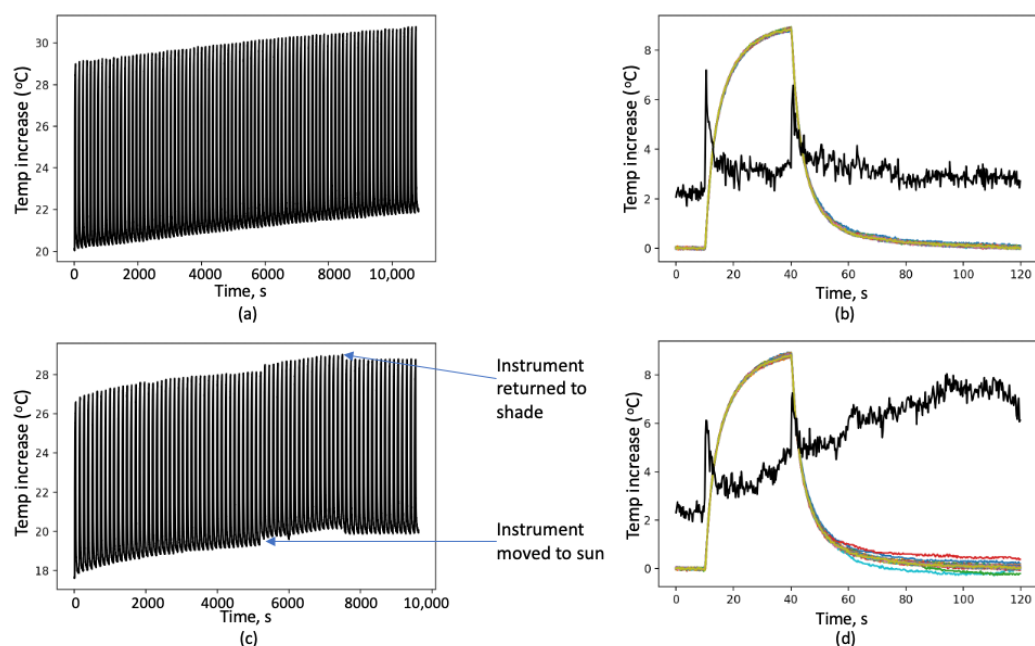 (a)
Temp increase (°C)
30
28
26
24
22
20
0
2000
4000
6000
8000
10,000
Time, s
(b)
Temp increase (°C)
8
6
4
2
0
0
20
40
60
80
100
120
Time, s
(a)
(b)
(c)
Temp increase (°C)
28
26
24
22
20
18
0
2000
4000
6000
8000
10,000
Time, s
(c)
Instrument
returned to
shade
Instrument
moved to sun
(d)
Temp increase (°C)
8
6
4
2
0
0
20
40
60
80
100
120
Time, s
(d)